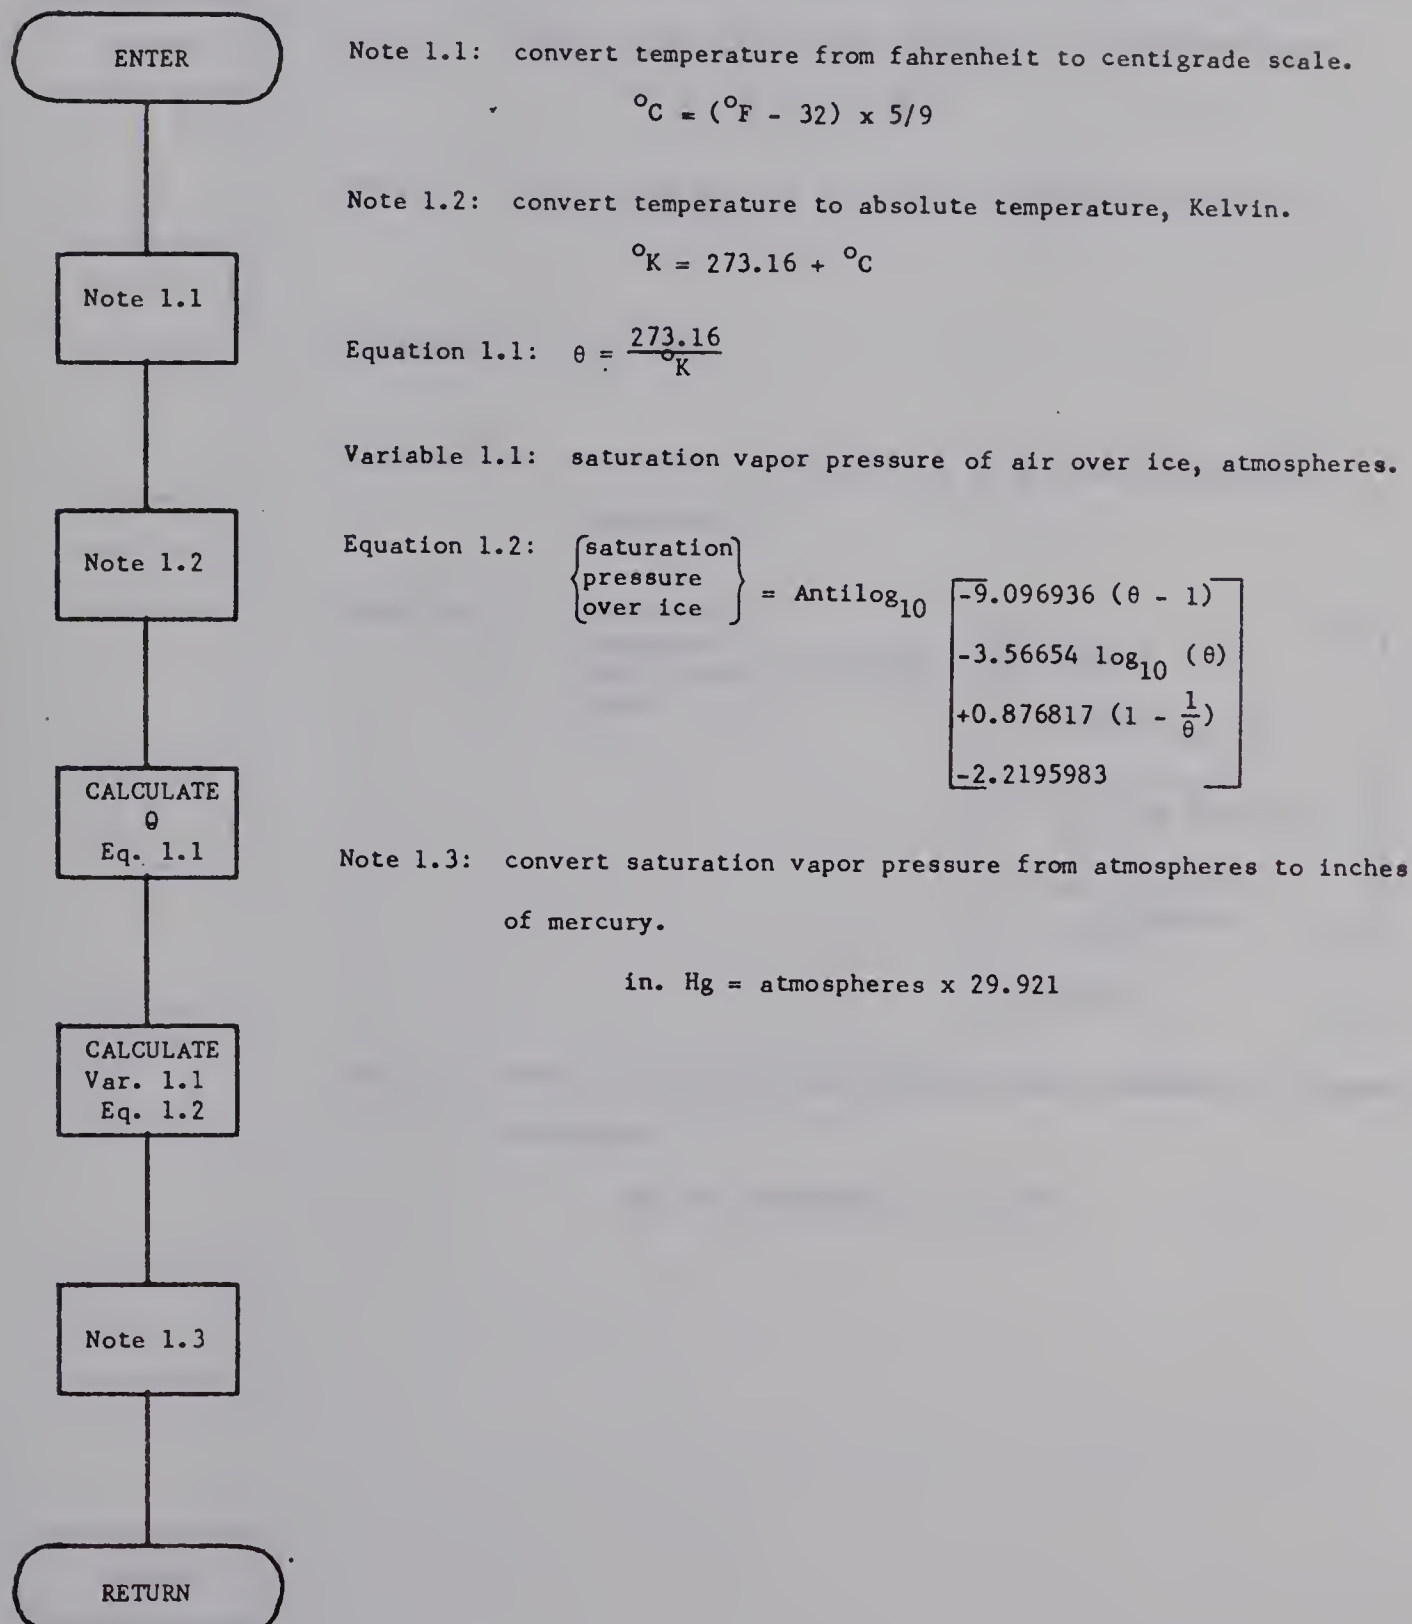 ENTER
Note 1.1
Note 1.2
CALCULATE
θ
Eq. 1.1
CALCULATE
Var. 1.1
Eq. 1.2
Note 1.3
RETURN
Note 1.1: convert temperature from fahrenheit to centigrade scale.
°C = (°F - 32) x 5/9
Note 1.2: convert temperature to absolute temperature, Kelvin.
°K = 273.16 + °C
Equation 1.1: θ = 273.16 / °K
Variable 1.1: saturation vapor pressure of air over ice, atmospheres.
Equation 1.2: {saturation pressure over ice} = Antilog₁₀ [-9.096936 (θ - 1)
-3.56654 log₁₀ (θ)
+0.876817 (1 - 1/θ)
-2.2195983]
Note 1.3: convert saturation vapor pressure from atmospheres to inches
of mercury.
in. Hg = atmospheres x 29.921